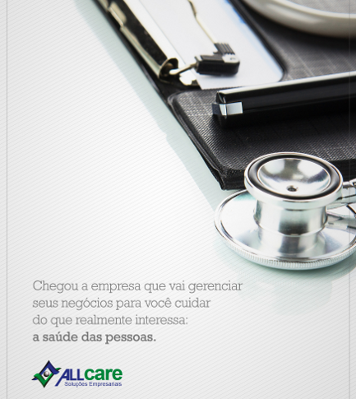 Chegou a empresa que vai gerenciar
seus negócios para você cuidar
do que realmente interessa:
a saúde das pessoas.
ALLcare
Soluções Empresariais